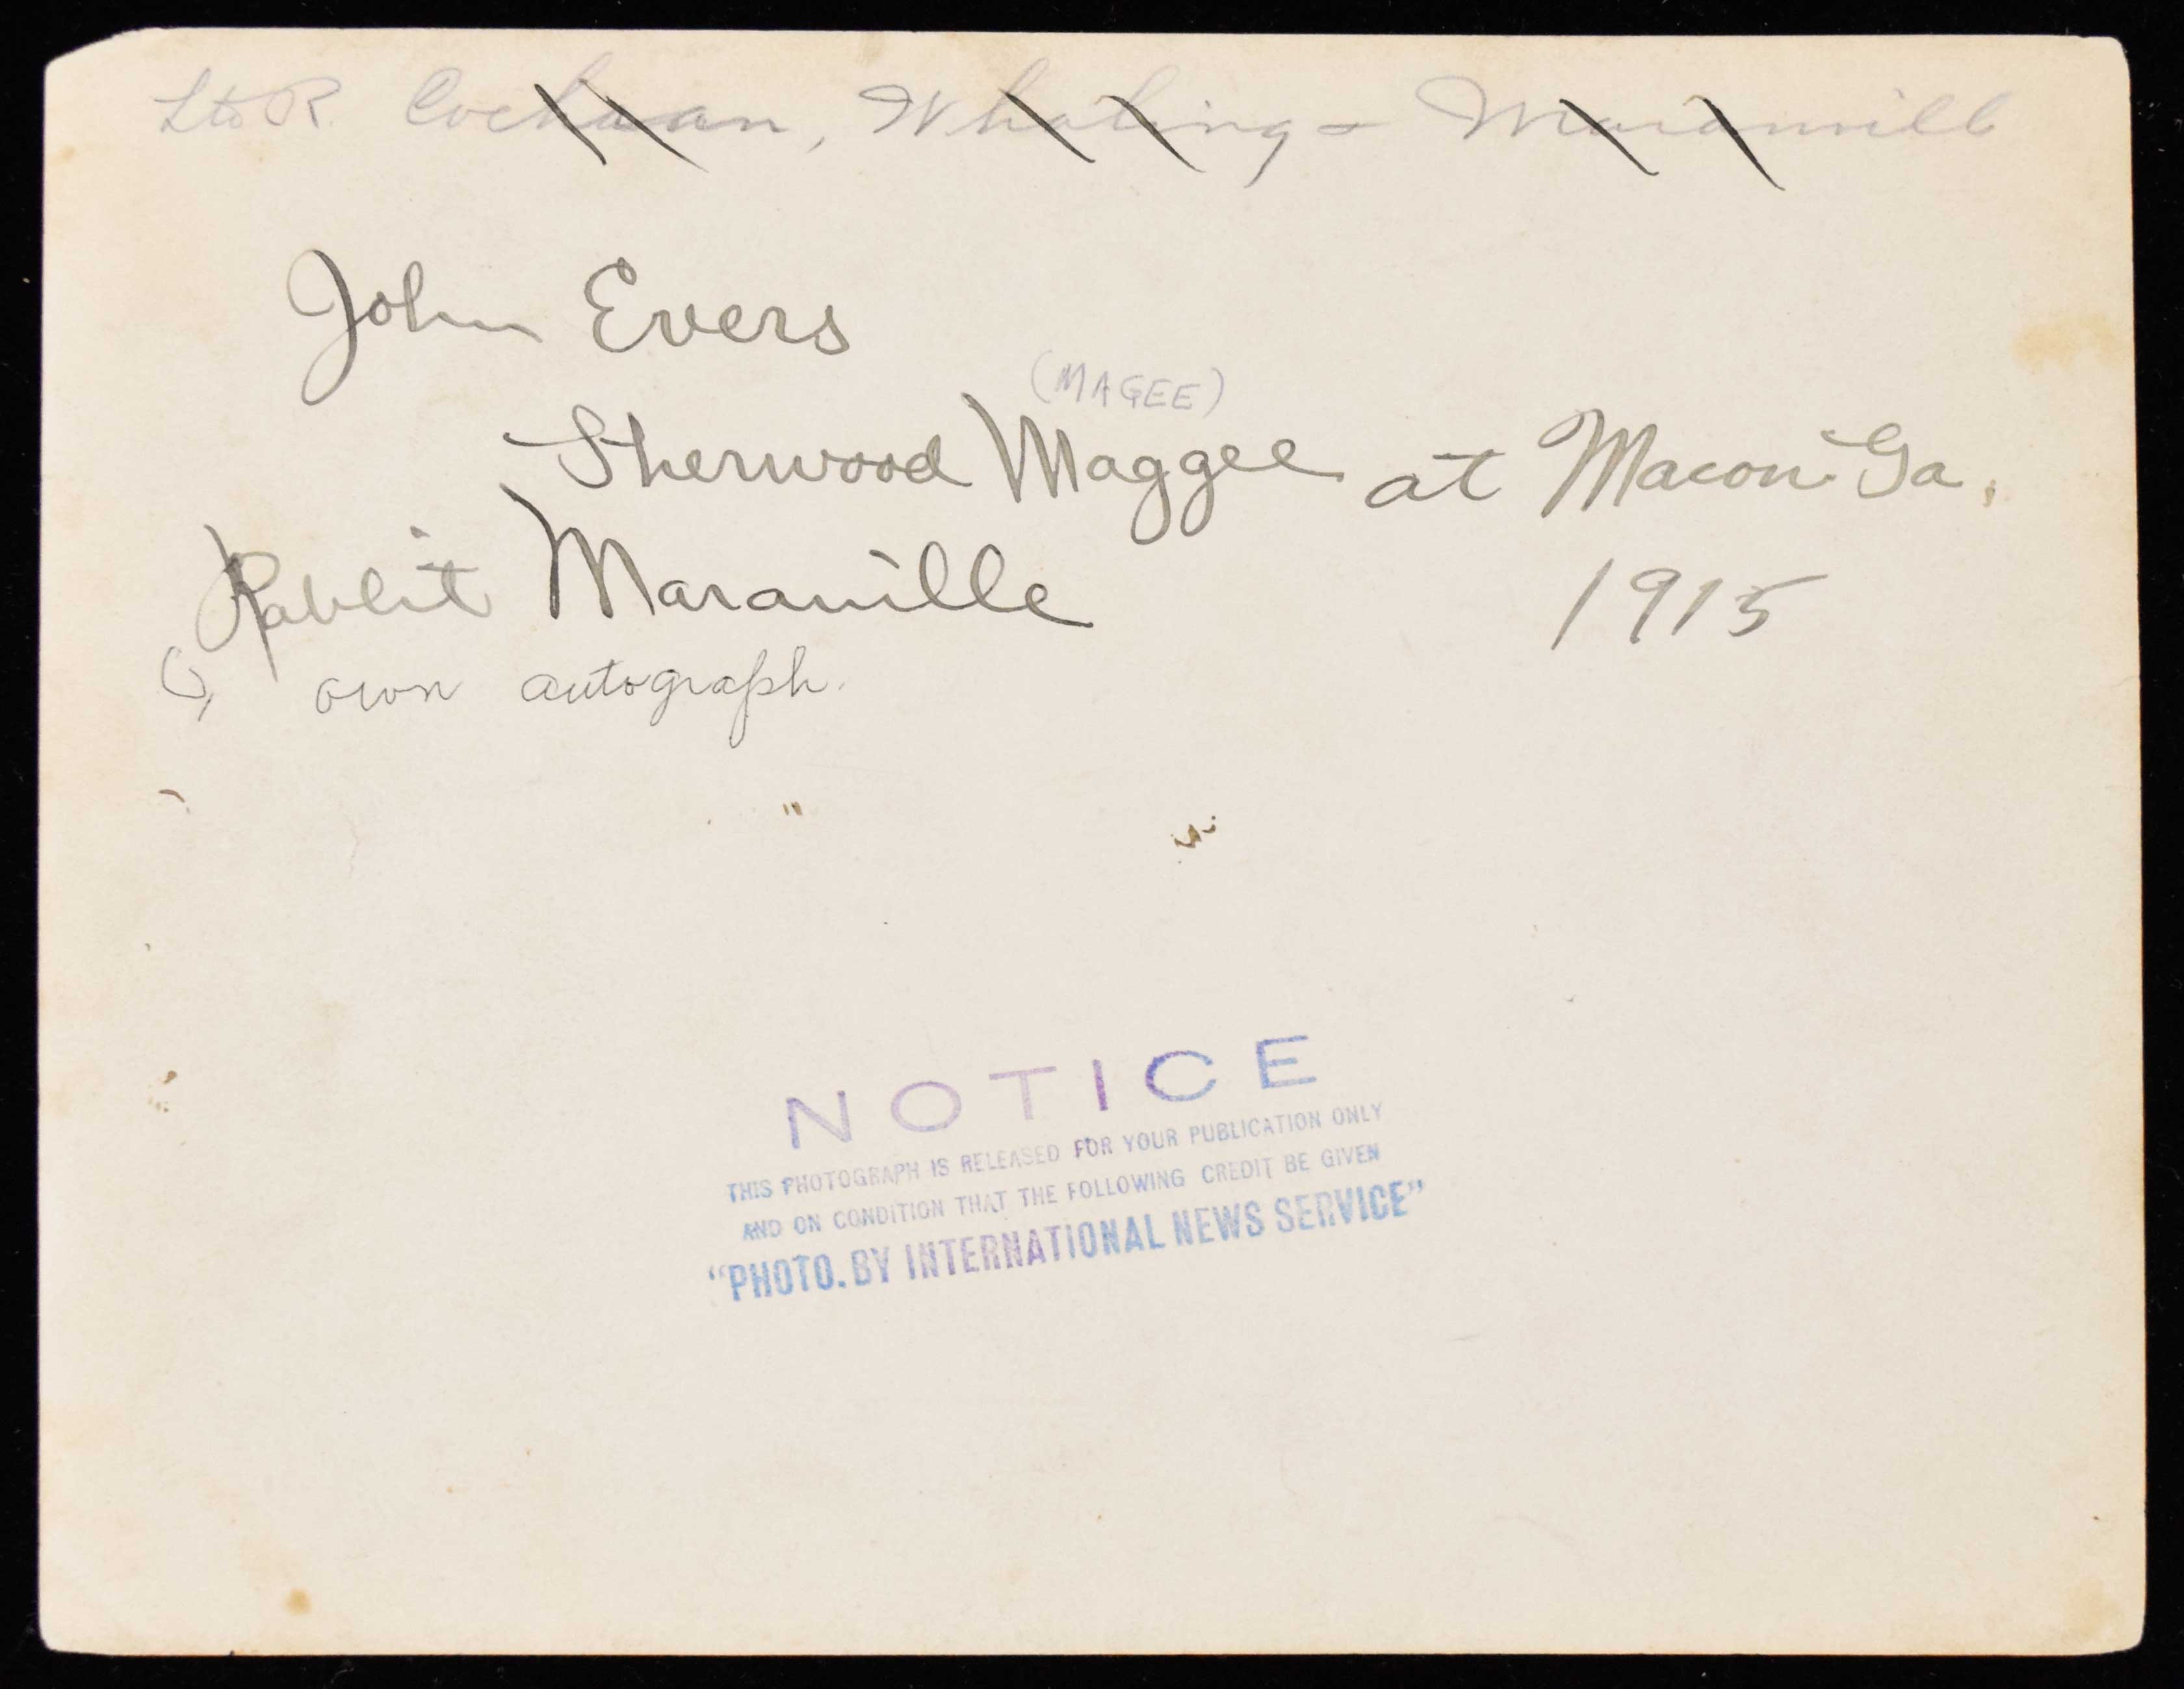 L to R. Cochran, Whaling - Maranvill
John Evers
(MAGEE)
Sherwood Maggee at Macon Ga.
Rabbit Maranville 1915
own autograph.
NOTICE
THIS PHOTOGRAPH IS RELEASED FOR YOUR PUBLICATION ONLY
AND ON CONDITION THAT THE FOLLOWING CREDIT BE GIVEN
“PHOTO. BY INTERNATIONAL NEWS SERVICE”